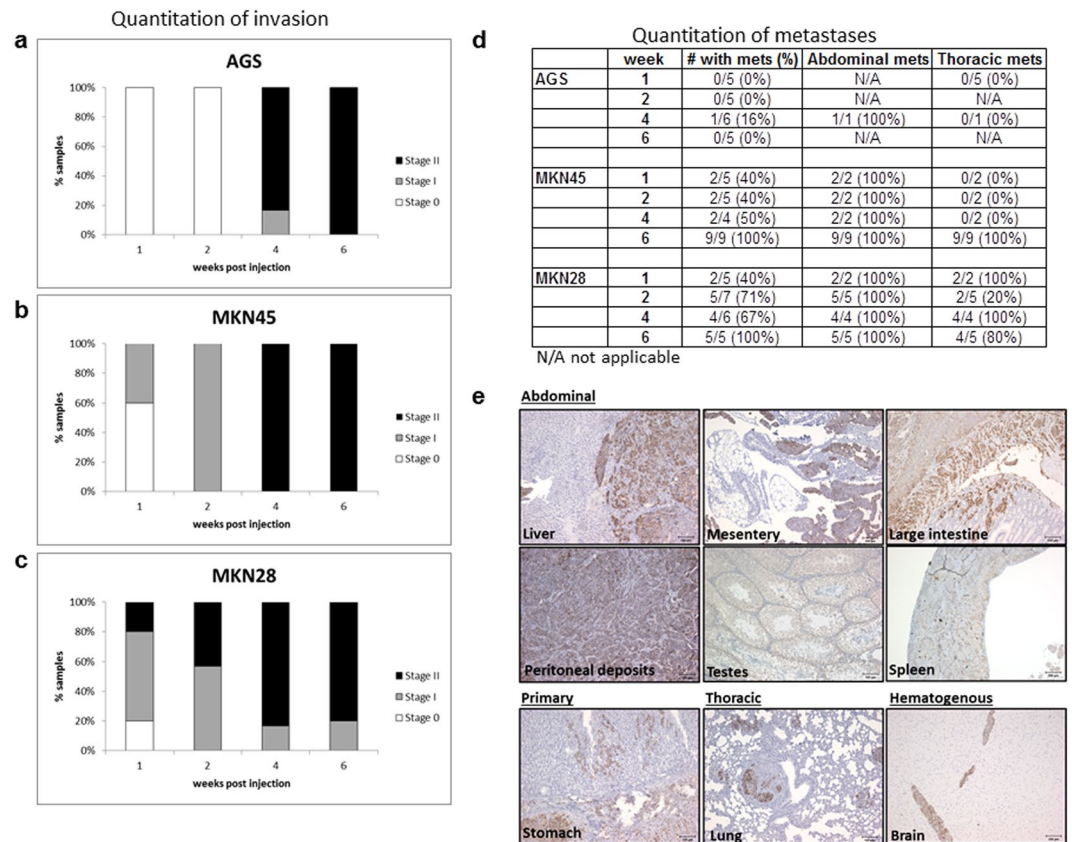 Quantitation of invasion
a
AGS
100%
80%
60%
40%
20%
0%
% samples
1 2 4 6
weeks post injection
Stage II
Stage I
Stage 0
b
MKN45
100%
80%
60%
40%
20%
0%
% samples
1 2 4 6
weeks post injection
Stage II
Stage I
Stage 0
c
MKN28
100%
80%
60%
40%
20%
0%
% samples
1 2 4 6
weeks post injection
Stage II
Stage I
Stage 0
d
Quantitation of metastases
week # with mets (%) Abdominal mets Thoracic mets
AGS 1 0/5 (0%) N/A 0/5 (0%)
2 0/5 (0%) N/A N/A
4 1/6 (16%) 1/1 (100%) 0/1 (0%)
6 0/5 (0%) N/A N/A
MKN45 1 2/5 (40%) 2/2 (100%) 0/2 (0%)
2 2/5 (40%) 2/2 (100%) 0/2 (0%)
4 2/4 (50%) 2/2 (100%) 0/2 (0%)
6 9/9 (100%) 9/9 (100%) 9/9 (100%)
MKN28 1 2/5 (40%) 2/2 (100%) 2/2 (100%)
2 5/7 (71%) 5/5 (100%) 2/5 (20%)
4 4/6 (67%) 4/4 (100%) 4/4 (100%)
6 5/5 (100%) 5/5 (100%) 4/5 (80%)
N/A not applicable
e
Abdominal
Liver
Mesentery
Large intestine
Peritoneal deposits
Testes
Spleen
Primary
Thoracic
Hematogenous
Stomach
Lung
Brain